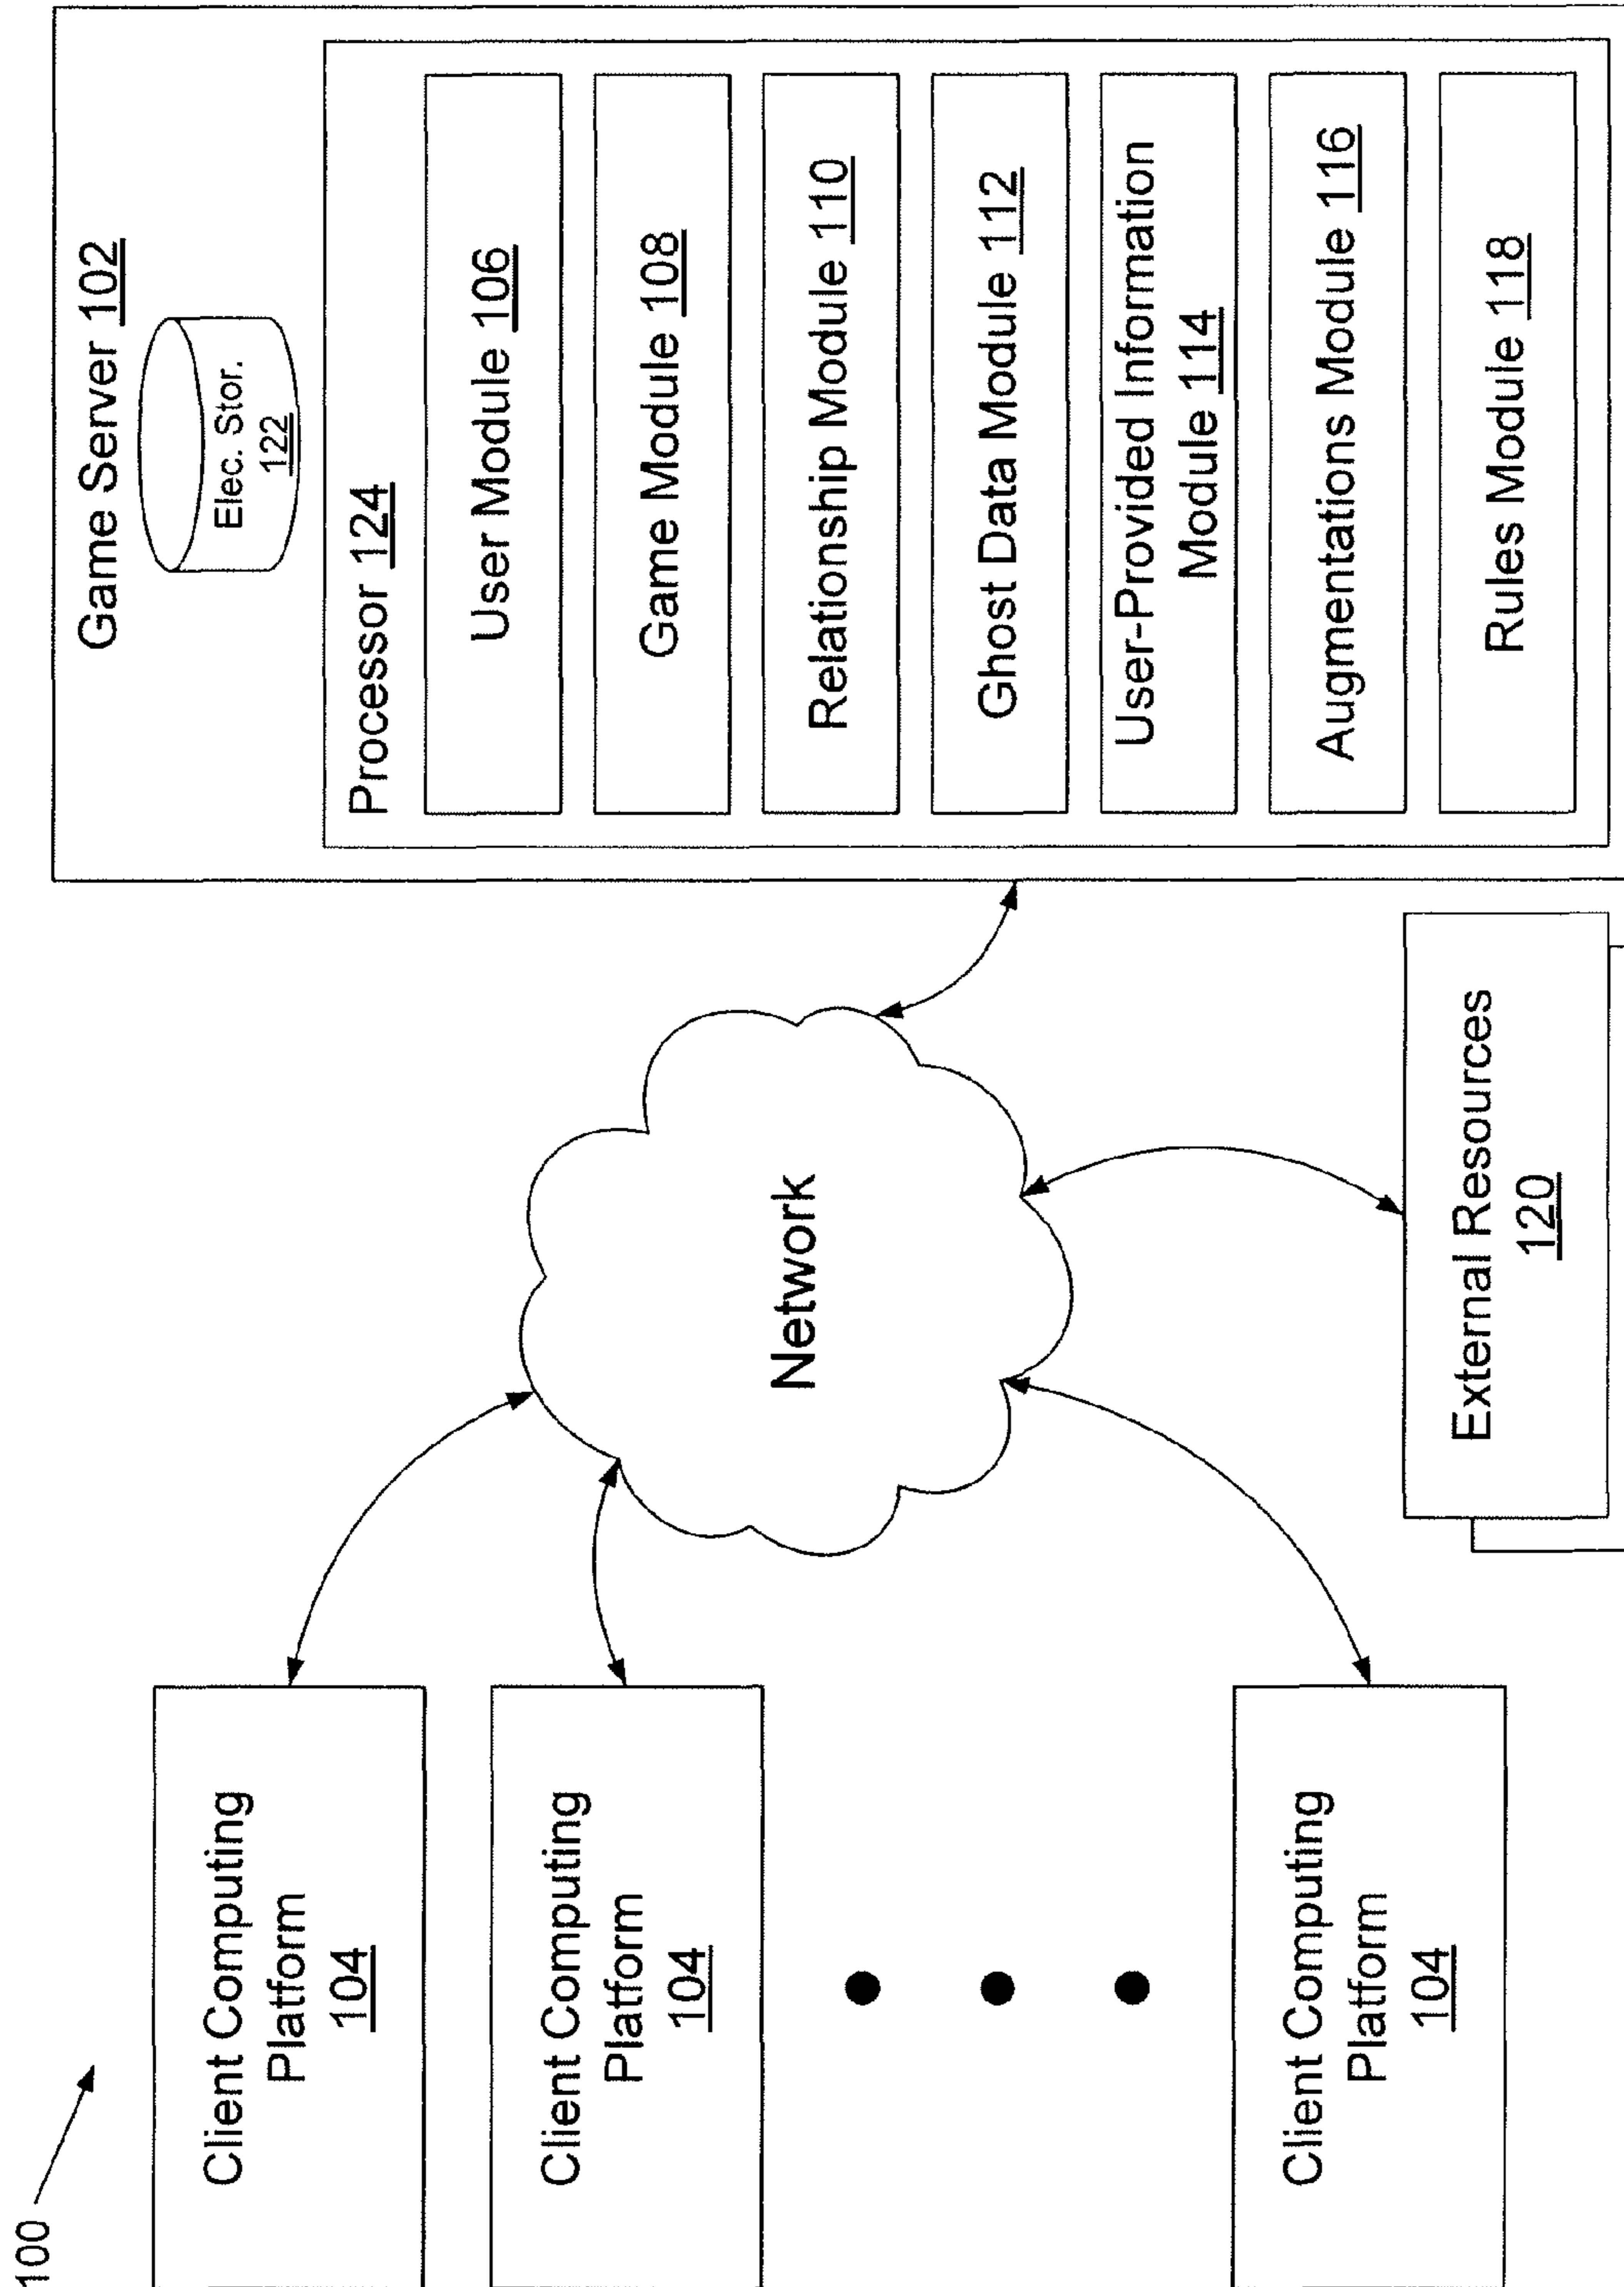 100
Client Computing
Platform
104
Client Computing
Platform
104
Client Computing
Platform
104
Network
External Resources
120
Game Server 102
Elec. Stor.
122
Processor 124
User Module 106
Game Module 108
Relationship Module 110
Ghost Data Module 112
User-Provided Information
Module 114
Augmentations Module 116
Rules Module 118